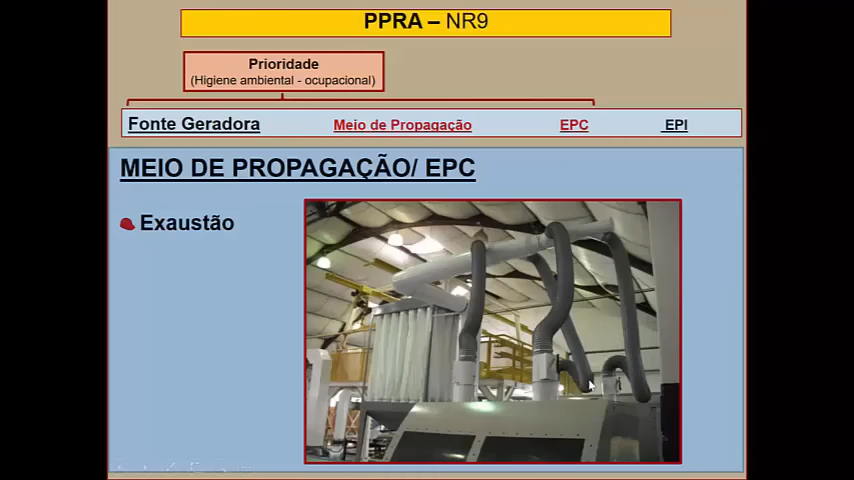 PPRA – NR9
Prioridade
(Higiene ambiental - ocupacional)
Fonte Geradora Meio de Propagação EPC EPI
MEIO DE PROPAGAÇÃO/ EPC
Exaustão